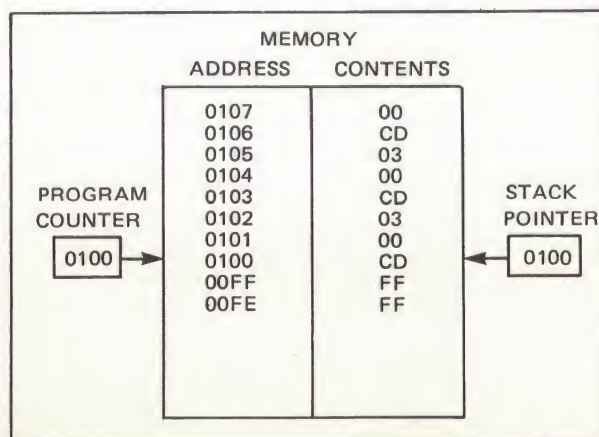 MEMORY
ADDRESS CONTENTS
0107 00
0106 CD
0105 03
0104 00
0103 CD
0102 03
0101 00
0100 CD
00FF FF
00FE FF
PROGRAM
COUNTER
0100
STACK
POINTER
0100